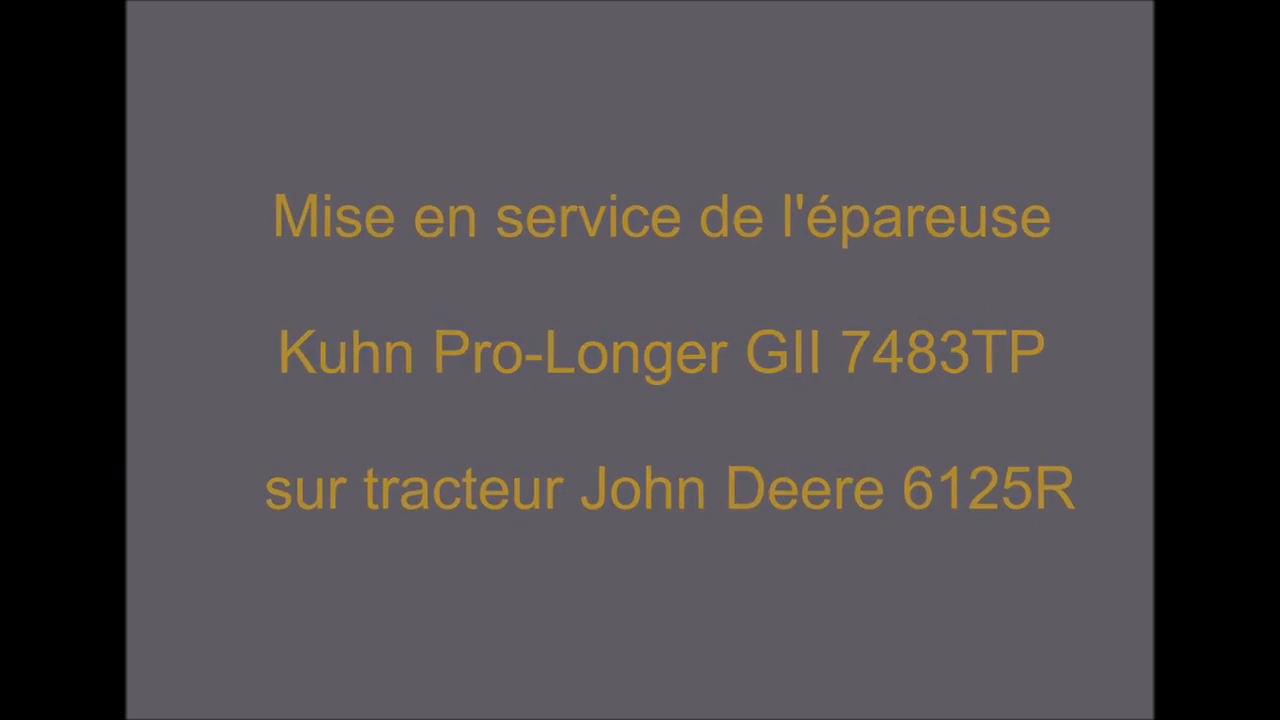 Mise en service de l'épareuse
Kuhn Pro-Longer GII 7483TP
sur tracteur John Deere 6125R